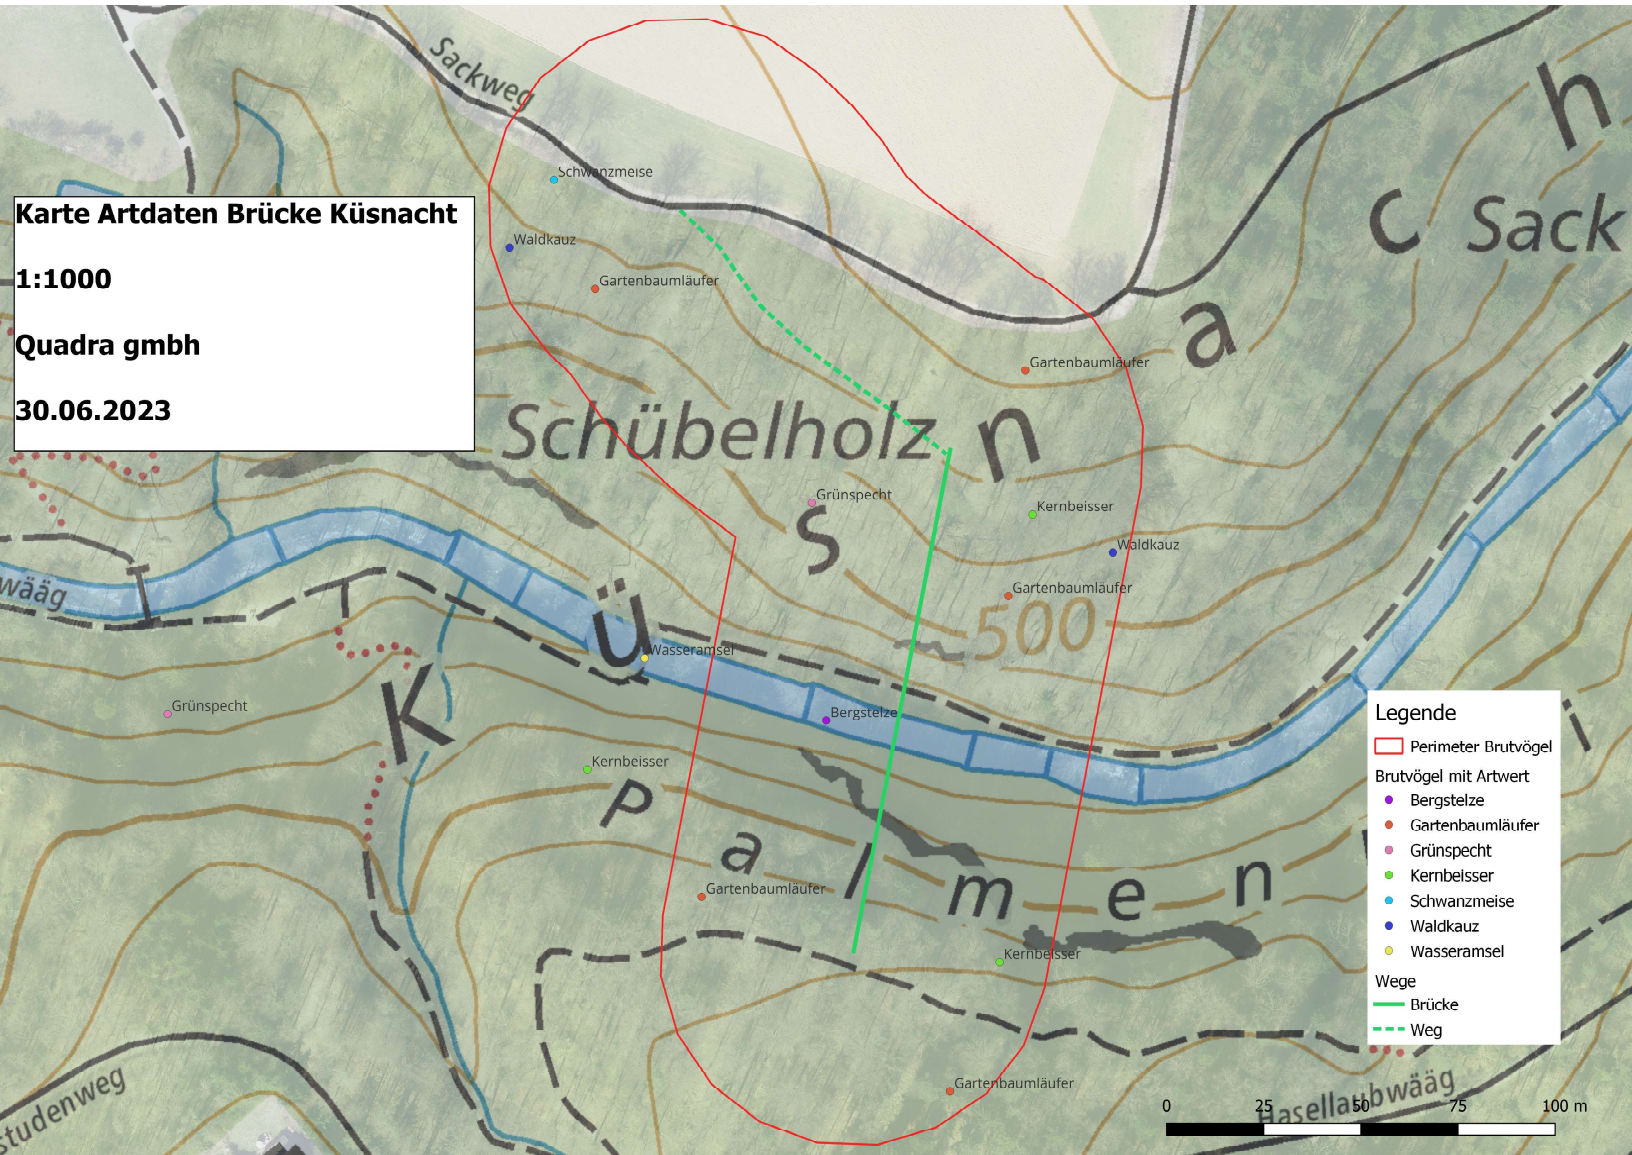 Sackweg
h
Schwanzmeise
Karte Artdaten Brücke Küsnacht
C Sack
Waldkauz
1:1000
Gartenbaumläufer
a
Quadra gmbh
Gartenbaumläufer
30.06.2023
Schübelholz
n
Grünspecht
Kernbeisser
s
Waldkauz
wääg
Gartenbaumläufer
ü
500
Wasseramsel
K
Grünspecht
Bergstelze
Kernbeisser
P a l m e n
Gartenbaumläufer
Kernbeisser
Gartenbaumläufer
studenweg
Hasellaubwääg
Legende
Perimeter Brutvögel
Brutvögel mit Artwert
Bergstelze
Gartenbaumläufer
Grünspecht
Kernbeisser
Schwanzmeise
Waldkauz
Wasseramsel
Wege
Brücke
Weg
0 25 50 75 100 m